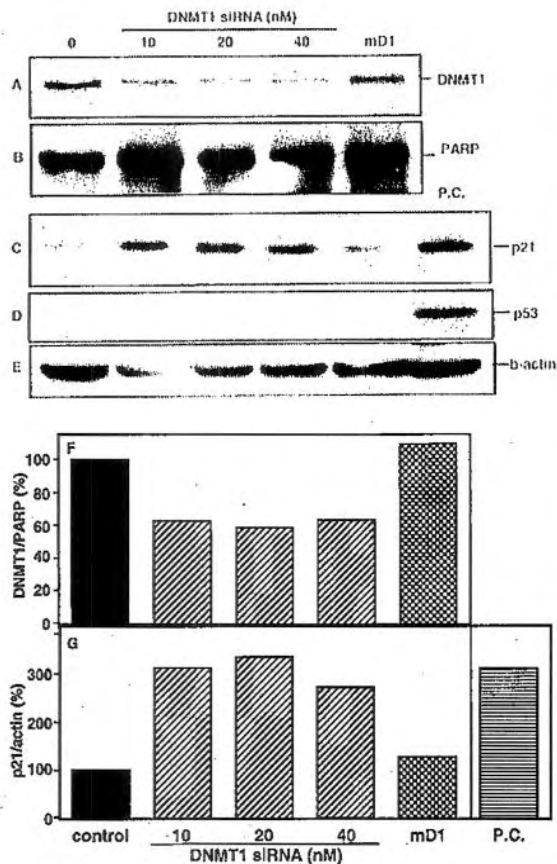 DNMT1 siRNA (nM)
0 10 20 40 mD1
A DNMT1
B PARP
P.C.
C p21
D p53
E b-actin
F
DNMT1/PARP (%)
100
80
60
40
20
0
G
p21/actin (%)
300
200
100
0
control 10 20 40 mD1 P.C.
DNMT1 siRNA (nM)